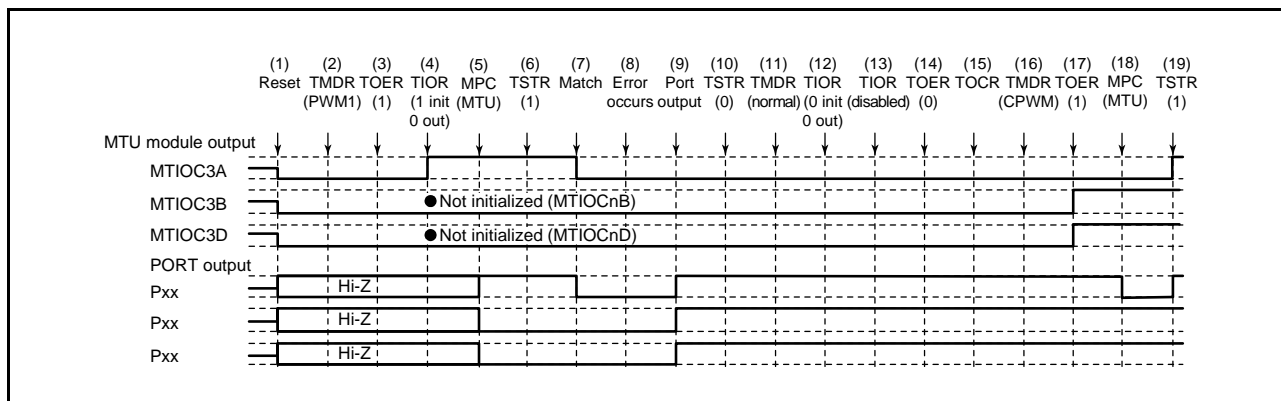 (1) (2) (3) (4) (5) (6) (7) (8) (9) (10) (11) (12) (13) (14) (15) (16) (17) (18) (19)
Reset TMDR TOER TIOR MPC TSTR Match Error Port TSTR TMDR TIOR TIOR TOER TOCR TMDR TOER MPC TSTR
(PWM1) (1) (1 init (MTU) (1) occurs output (0) (normal) (0 init (disabled) (0) (CPWM) (1) (MTU) (1)
0 out) 0 out)
MTU module output
MTIOC3A
MTIOC3B ●Not initialized (MTIOCnB)
MTIOC3D ●Not initialized (MTIOCnD)
PORT output
Pxx Hi-Z
Pxx Hi-Z
Pxx Hi-Z